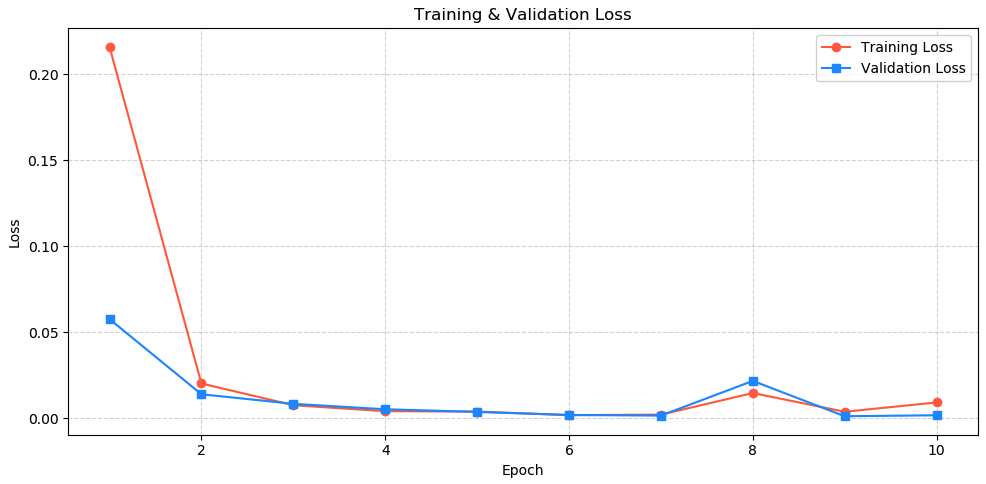 Training & Validation Loss
Training Loss
Validation Loss
0.20
0.15
0.10
0.05
0.00
Loss
2
4
6
8
10
Epoch